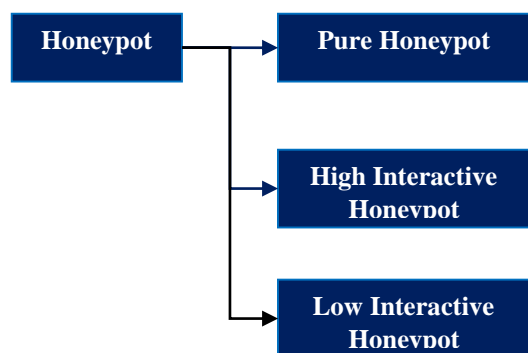 Honeypot
Pure Honeypot
High Interactive
Honeypot
Low Interactive
Honeypot